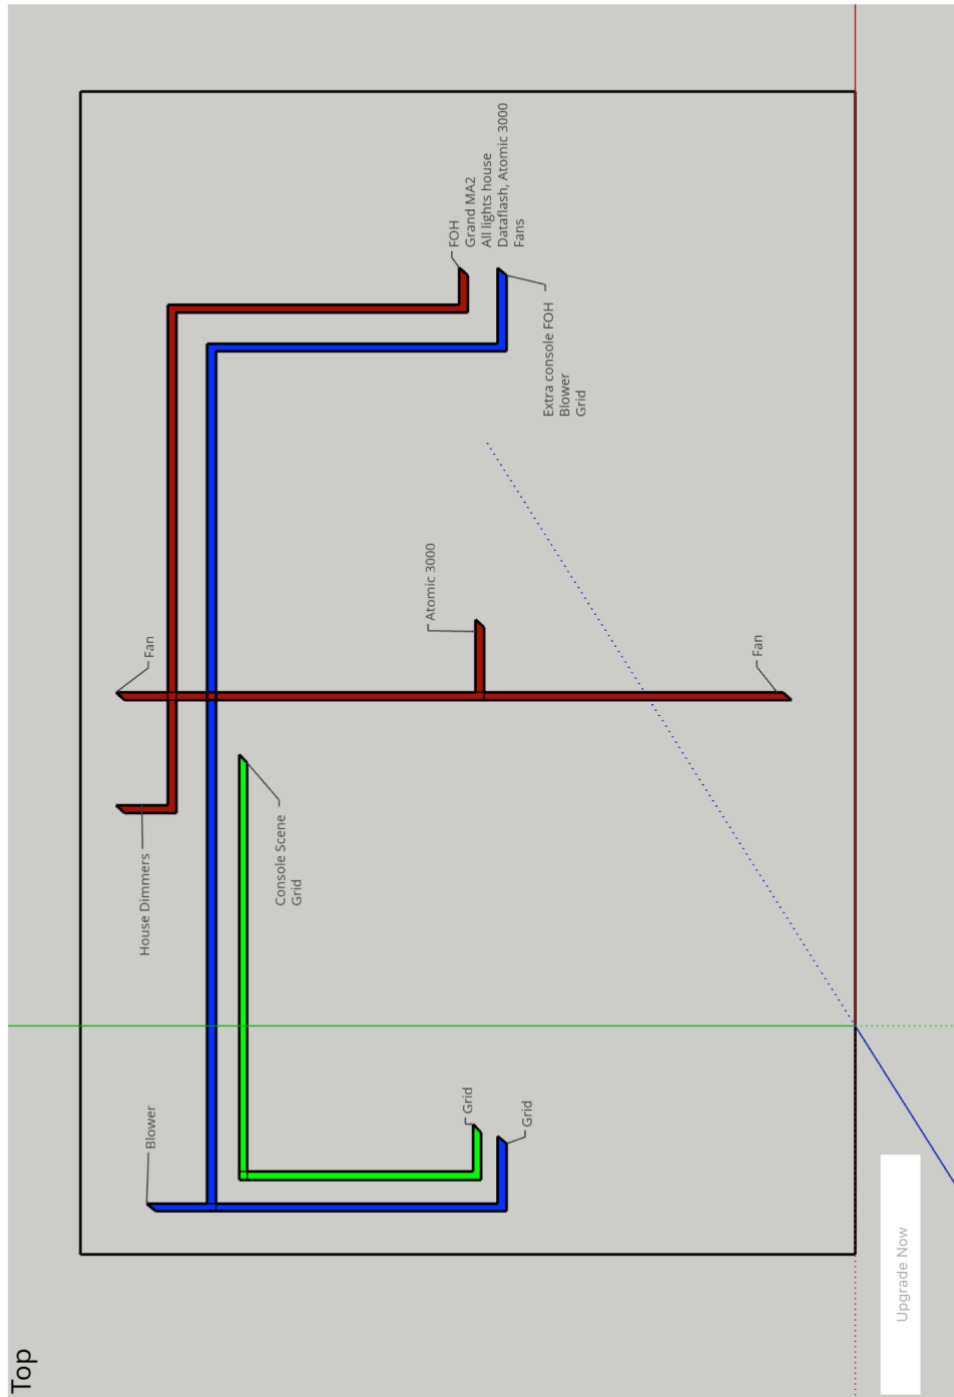 Top
FOH
Grand MA2
All lights house
Dataflash, Atomic 3000
Fans
Extra console FOH
Blower
Grid
Fan
Atomic 3000
Fan
House Dimmers
Console Scene
Grid
Blower
Grid
Grid
Upgrade Now